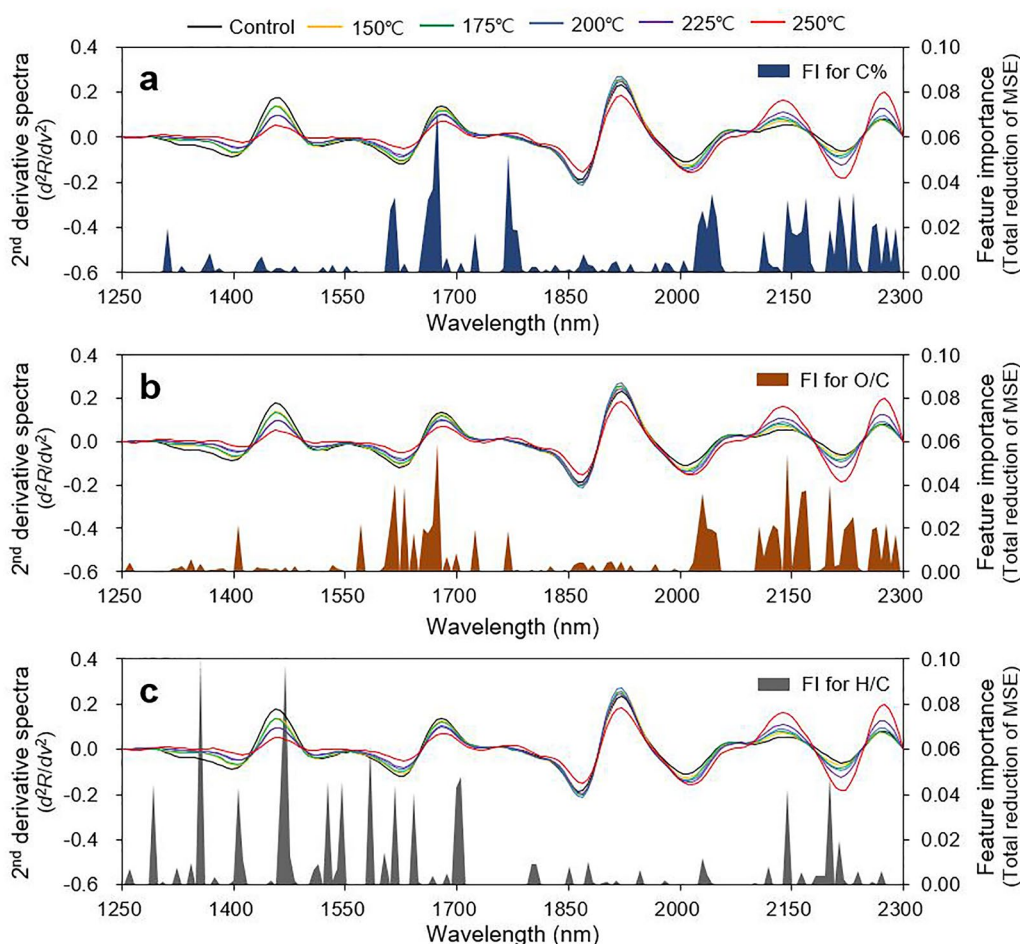 Control 150℃ 175℃ 200℃ 225℃ 250℃
a
FI for C%
2nd derivative spectra
(d²R/dv²)
0.4
0.2
0.0
-0.2
-0.4
-0.6
0.10
0.08
0.06
0.04
0.02
0.00
Feature importance
(Total reduction of MSE)
1250 1400 1550 1700 1850 2000 2150 2300
Wavelength (nm)
b
FI for O/C
2nd derivative spectra
(d²R/dv²)
0.4
0.2
0.0
-0.2
-0.4
-0.6
0.10
0.08
0.06
0.04
0.02
0.00
Feature importance
(Total reduction of MSE)
1250 1400 1550 1700 1850 2000 2150 2300
Wavelength (nm)
c
FI for H/C
2nd derivative spectra
(d²R/dv²)
0.4
0.2
0.0
-0.2
-0.4
-0.6
0.10
0.08
0.06
0.04
0.02
0.00
Feature importance
(Total reduction of MSE)
1250 1400 1550 1700 1850 2000 2150 2300
Wavelength (nm)